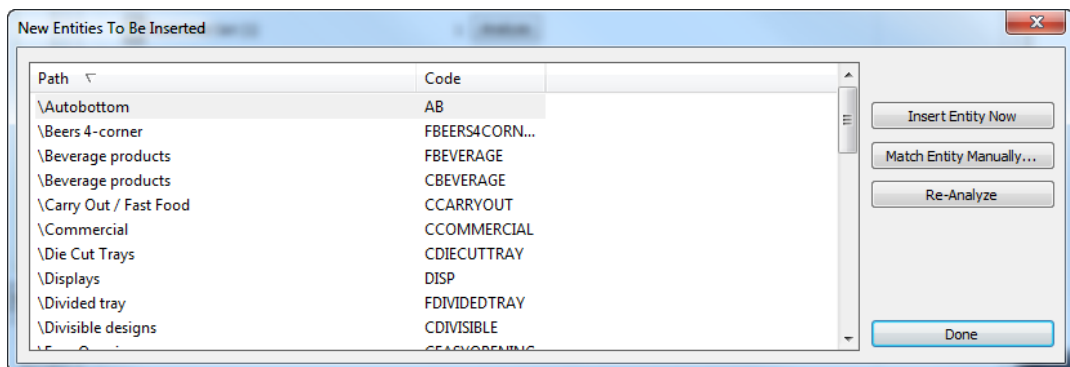 New Entities To Be Inserted
Path Code
\Autobottom AB
\Beers 4-corner FBEERS4CORN...
\Beverage products FBEVERAGE
\Beverage products CBEVERAGE
\Carry Out / Fast Food CCARRYOUT
\Commercial CCOMMERCIAL
\Die Cut Trays CDIECUTTRAY
\Displays DISP
\Divided tray FDIVIDEDTRAY
\Divisible designs CDIVISIBLE
Insert Entity Now
Match Entity Manually...
Re-Analyze
Done